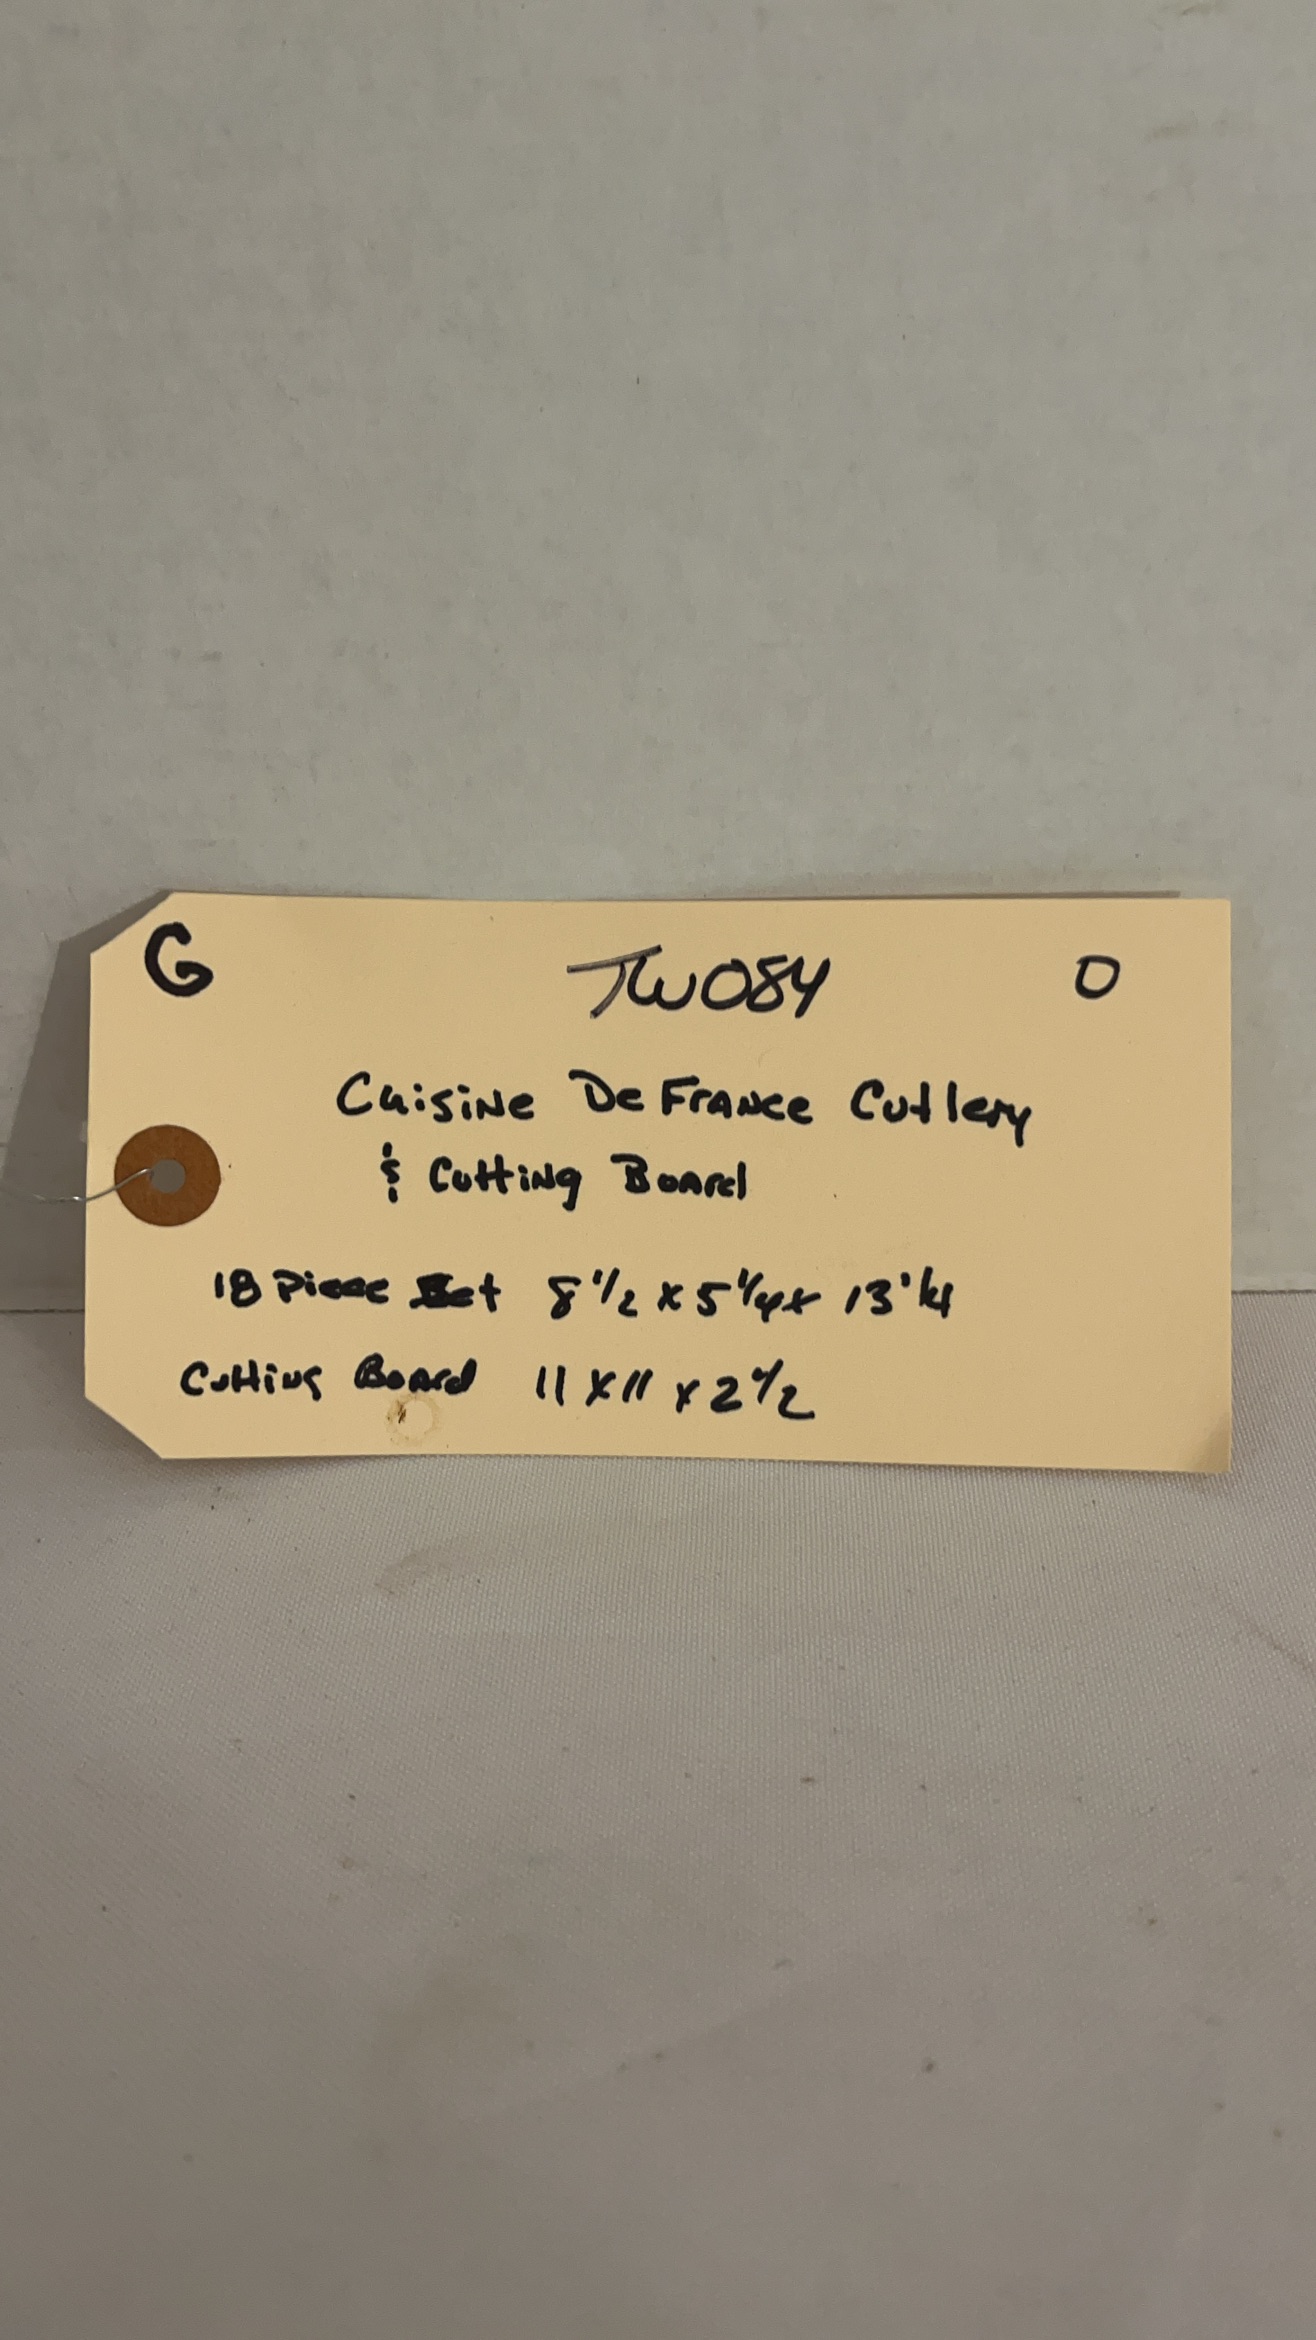 G TW084 O
Cuisine De France Cutlery
& Cutting Board
18 Piece Set 8 1/2 x 5 1/4 x 13 1/4
Cutting Board 11 x 11 x 2 1/2